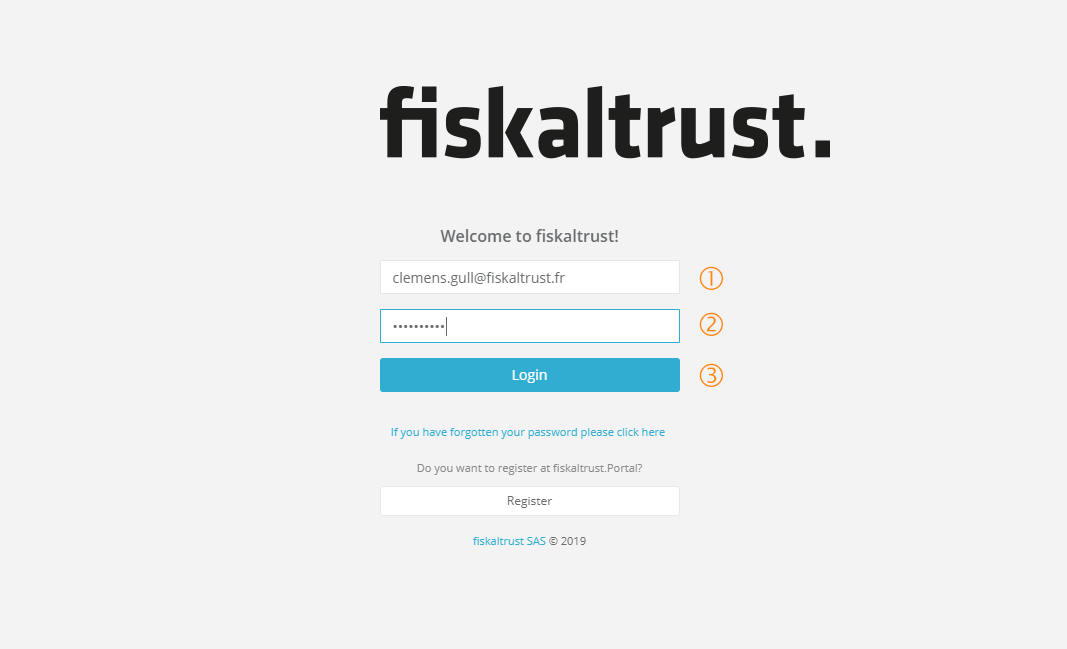 fiskaltrust.
Welcome to fiskaltrust!
clemens.gull@fiskaltrust.fr ①
•••••••••• ②
Login ③
If you have forgotten your password please click here
Do you want to register at fiskaltrust.Portal?
Register
fiskaltrust SAS © 2019